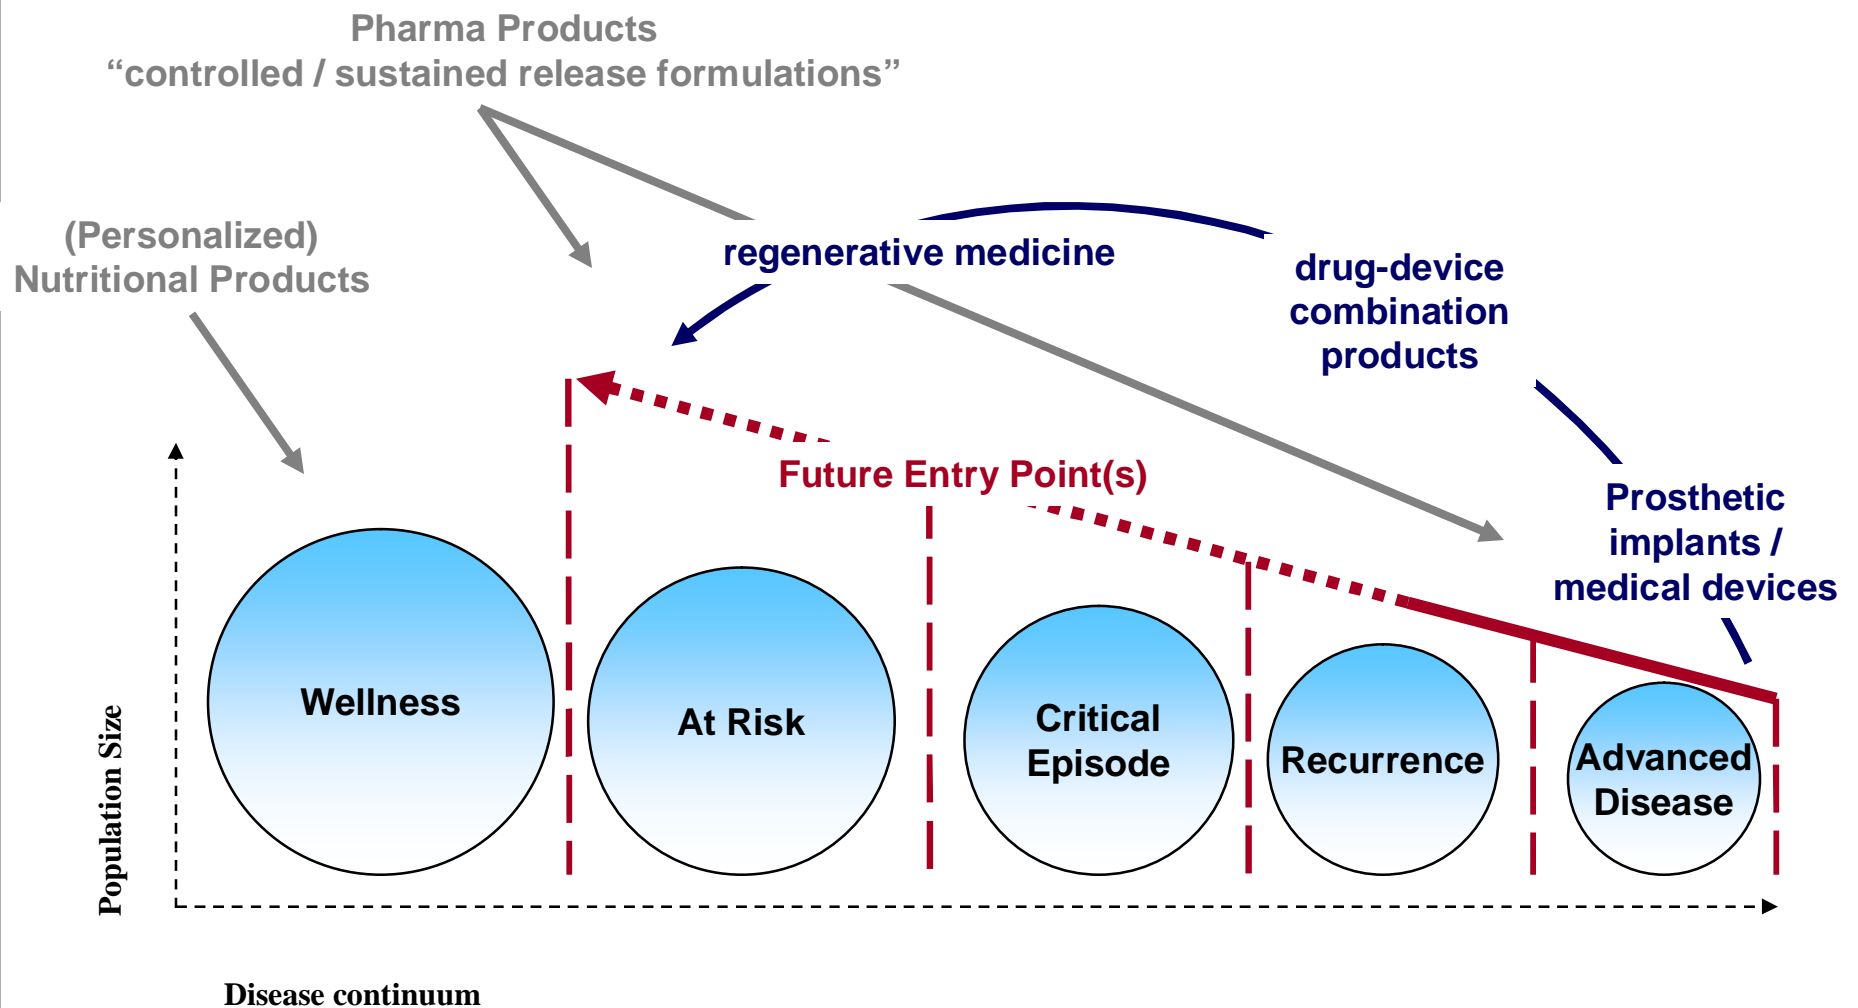 Pharma Products
“controlled / sustained release formulations”
(Personalized)
Nutritional Products
regenerative medicine
drug-device
combination
products
Future Entry Point(s)
Prosthetic
implants /
medical devices
Wellness
At Risk
Critical
Episode
Recurrence
Advanced
Disease
Population Size
Disease continuum